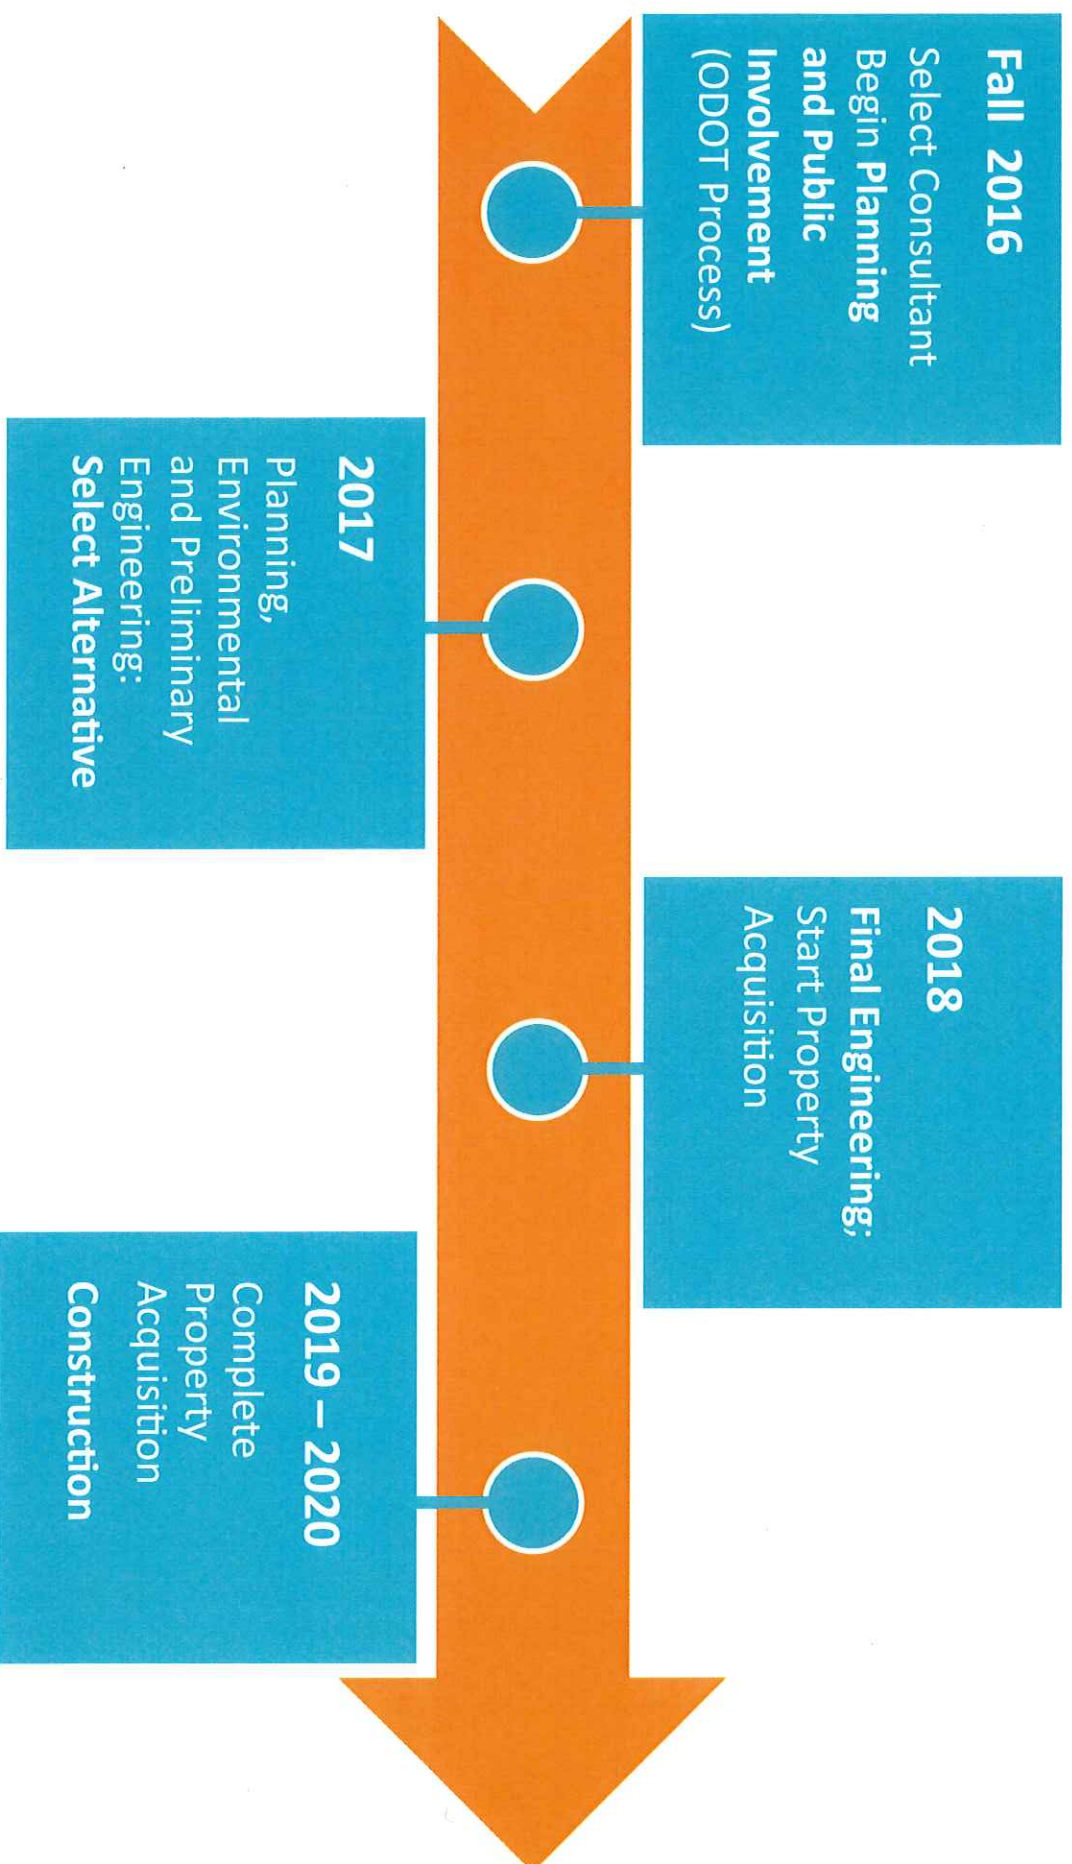 Fall 2016
Select Consultant
Begin Planning
and Public
Involvement
(ODOT Process)
2017
Planning,
Environmental
and Preliminary
Engineering:
Select Alternative
2018
Final Engineering;
Start Property
Acquisition
2019 – 2020
Complete
Property
Acquisition
Construction